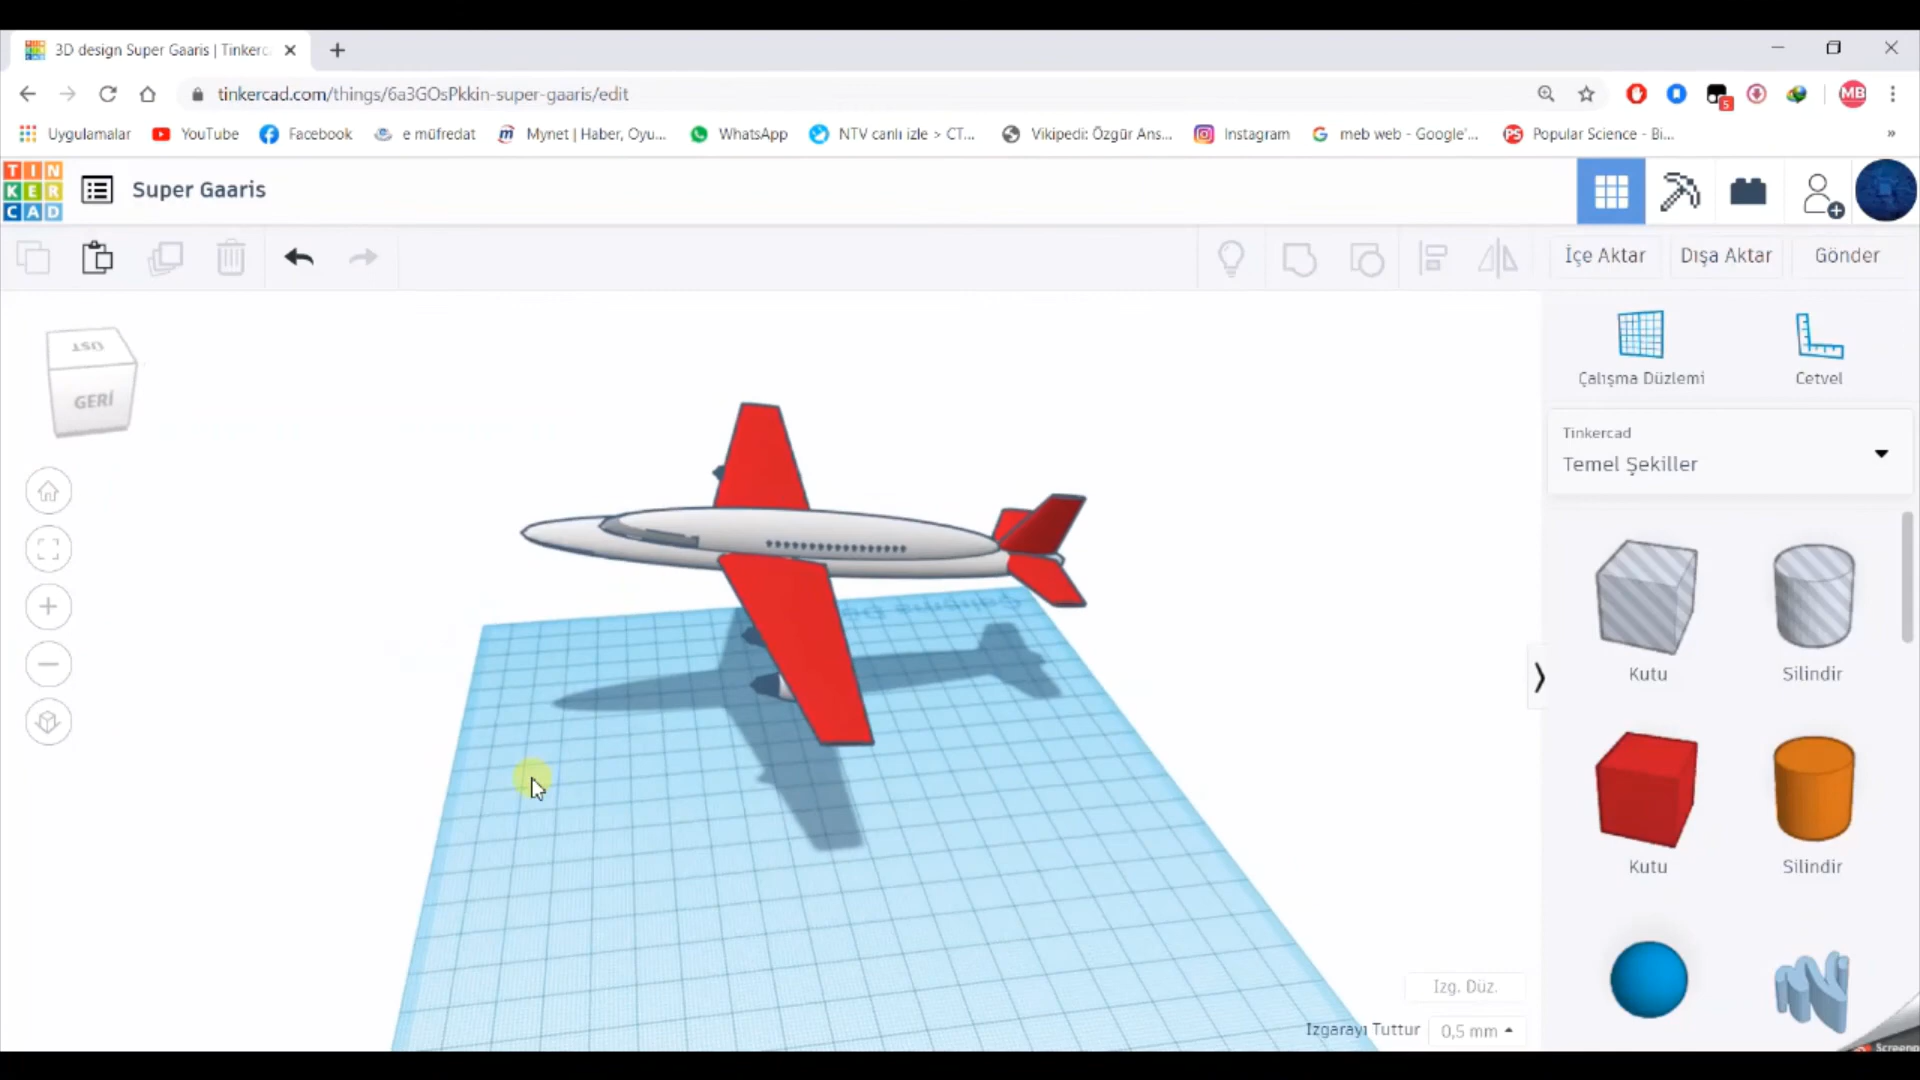 3D design Super Gaaris | Tinkerc
tinkercad.com/things/6a3GOsPkkin-super-gaaris/edit
5
MB
Uygulamalar
YouTube
Facebook
e müfredat
Mynet | Haber, Oyu...
WhatsApp
NTV canlı izle > CT...
Vikipedi: Özgür Ans...
Instagram
meb web - Google'...
PS
Popular Science - Bi...
»
TIN
KER
CAD
Super Gaaris
İçe Aktar
Dışa Aktar
Gönder
ÜST
GERİ
Çalışma Düzlemi
Cetvel
Tinkercad
Temel Şekiller
Kutu
Silindir
Kutu
Silindir
Izg. Düz.
Izgarayı Tuttur
0,5 mm